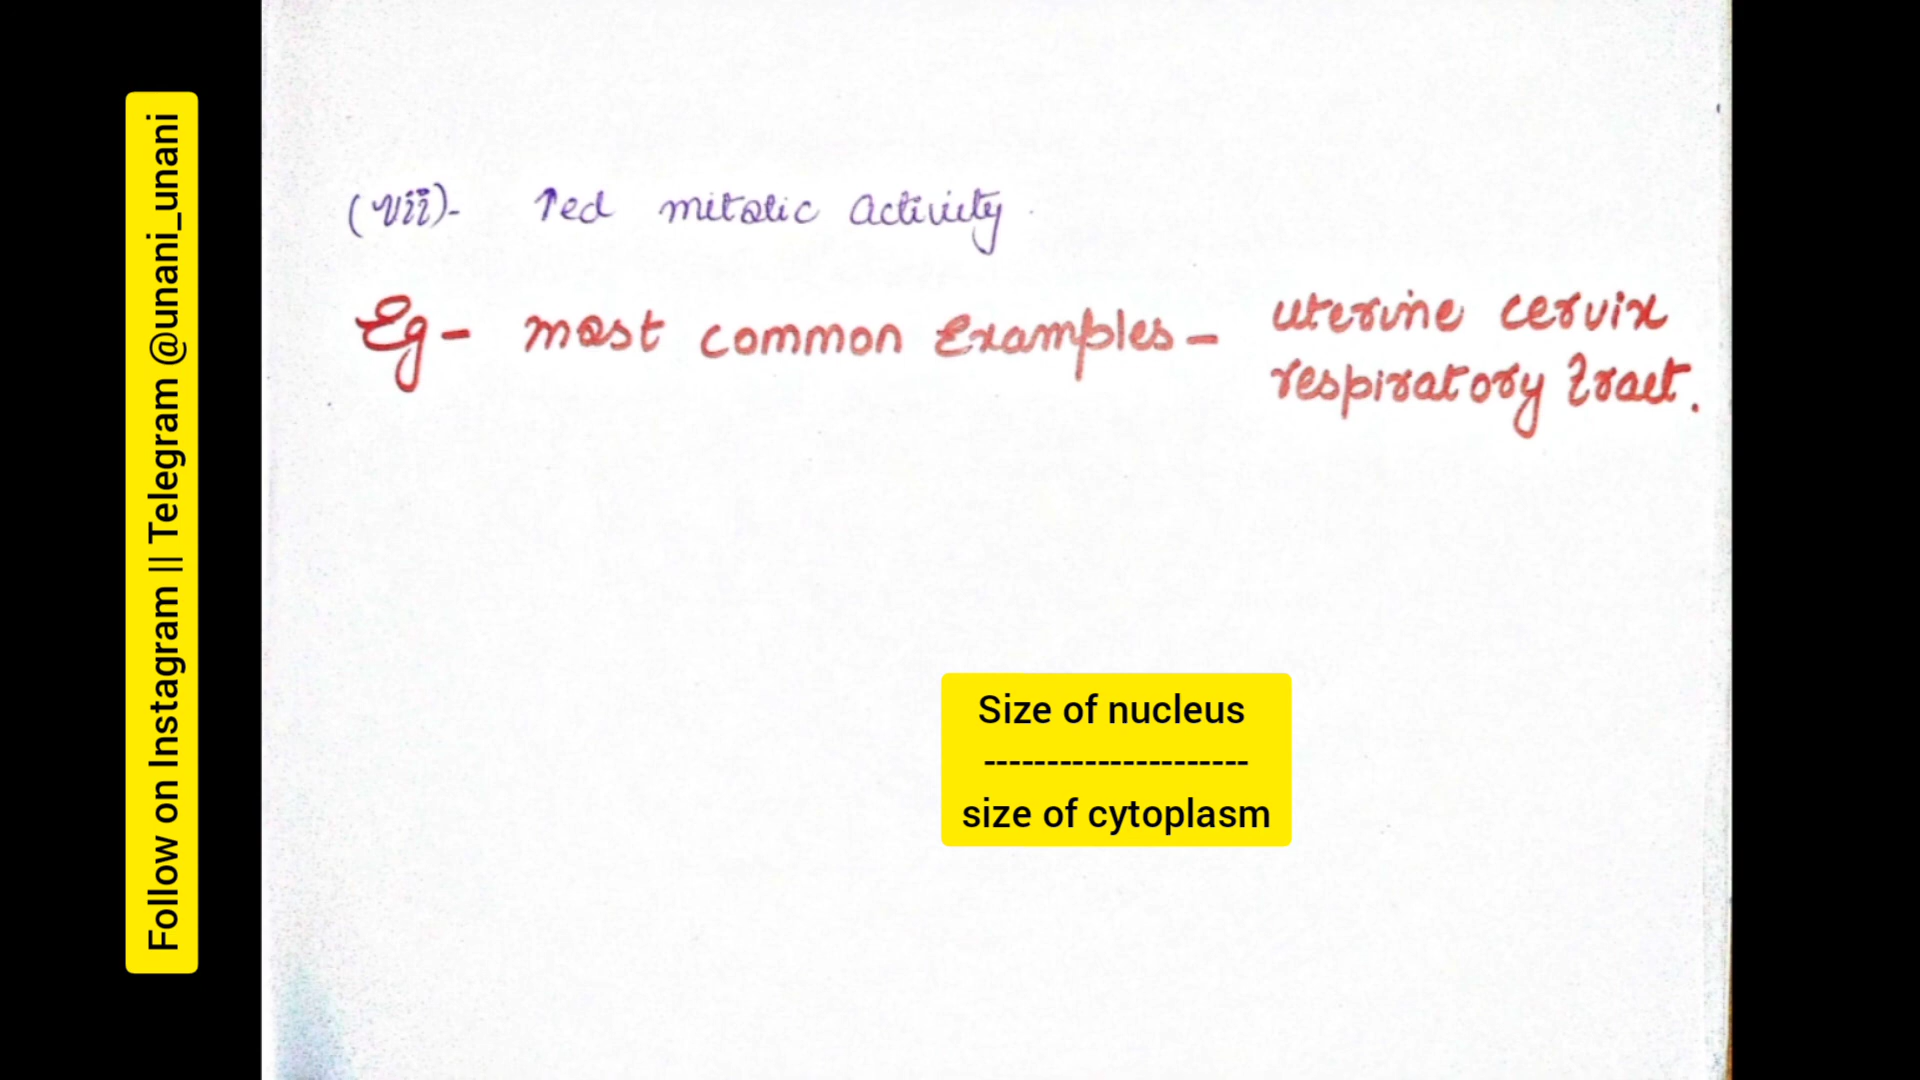 Follow on Instagram || Telegram @unani_unani
(vii)- ↑ed mitotic activity
Eg- most common Examples- uterine cervix
respiratory tract.
Size of nucleus
---------------------
size of cytoplasm